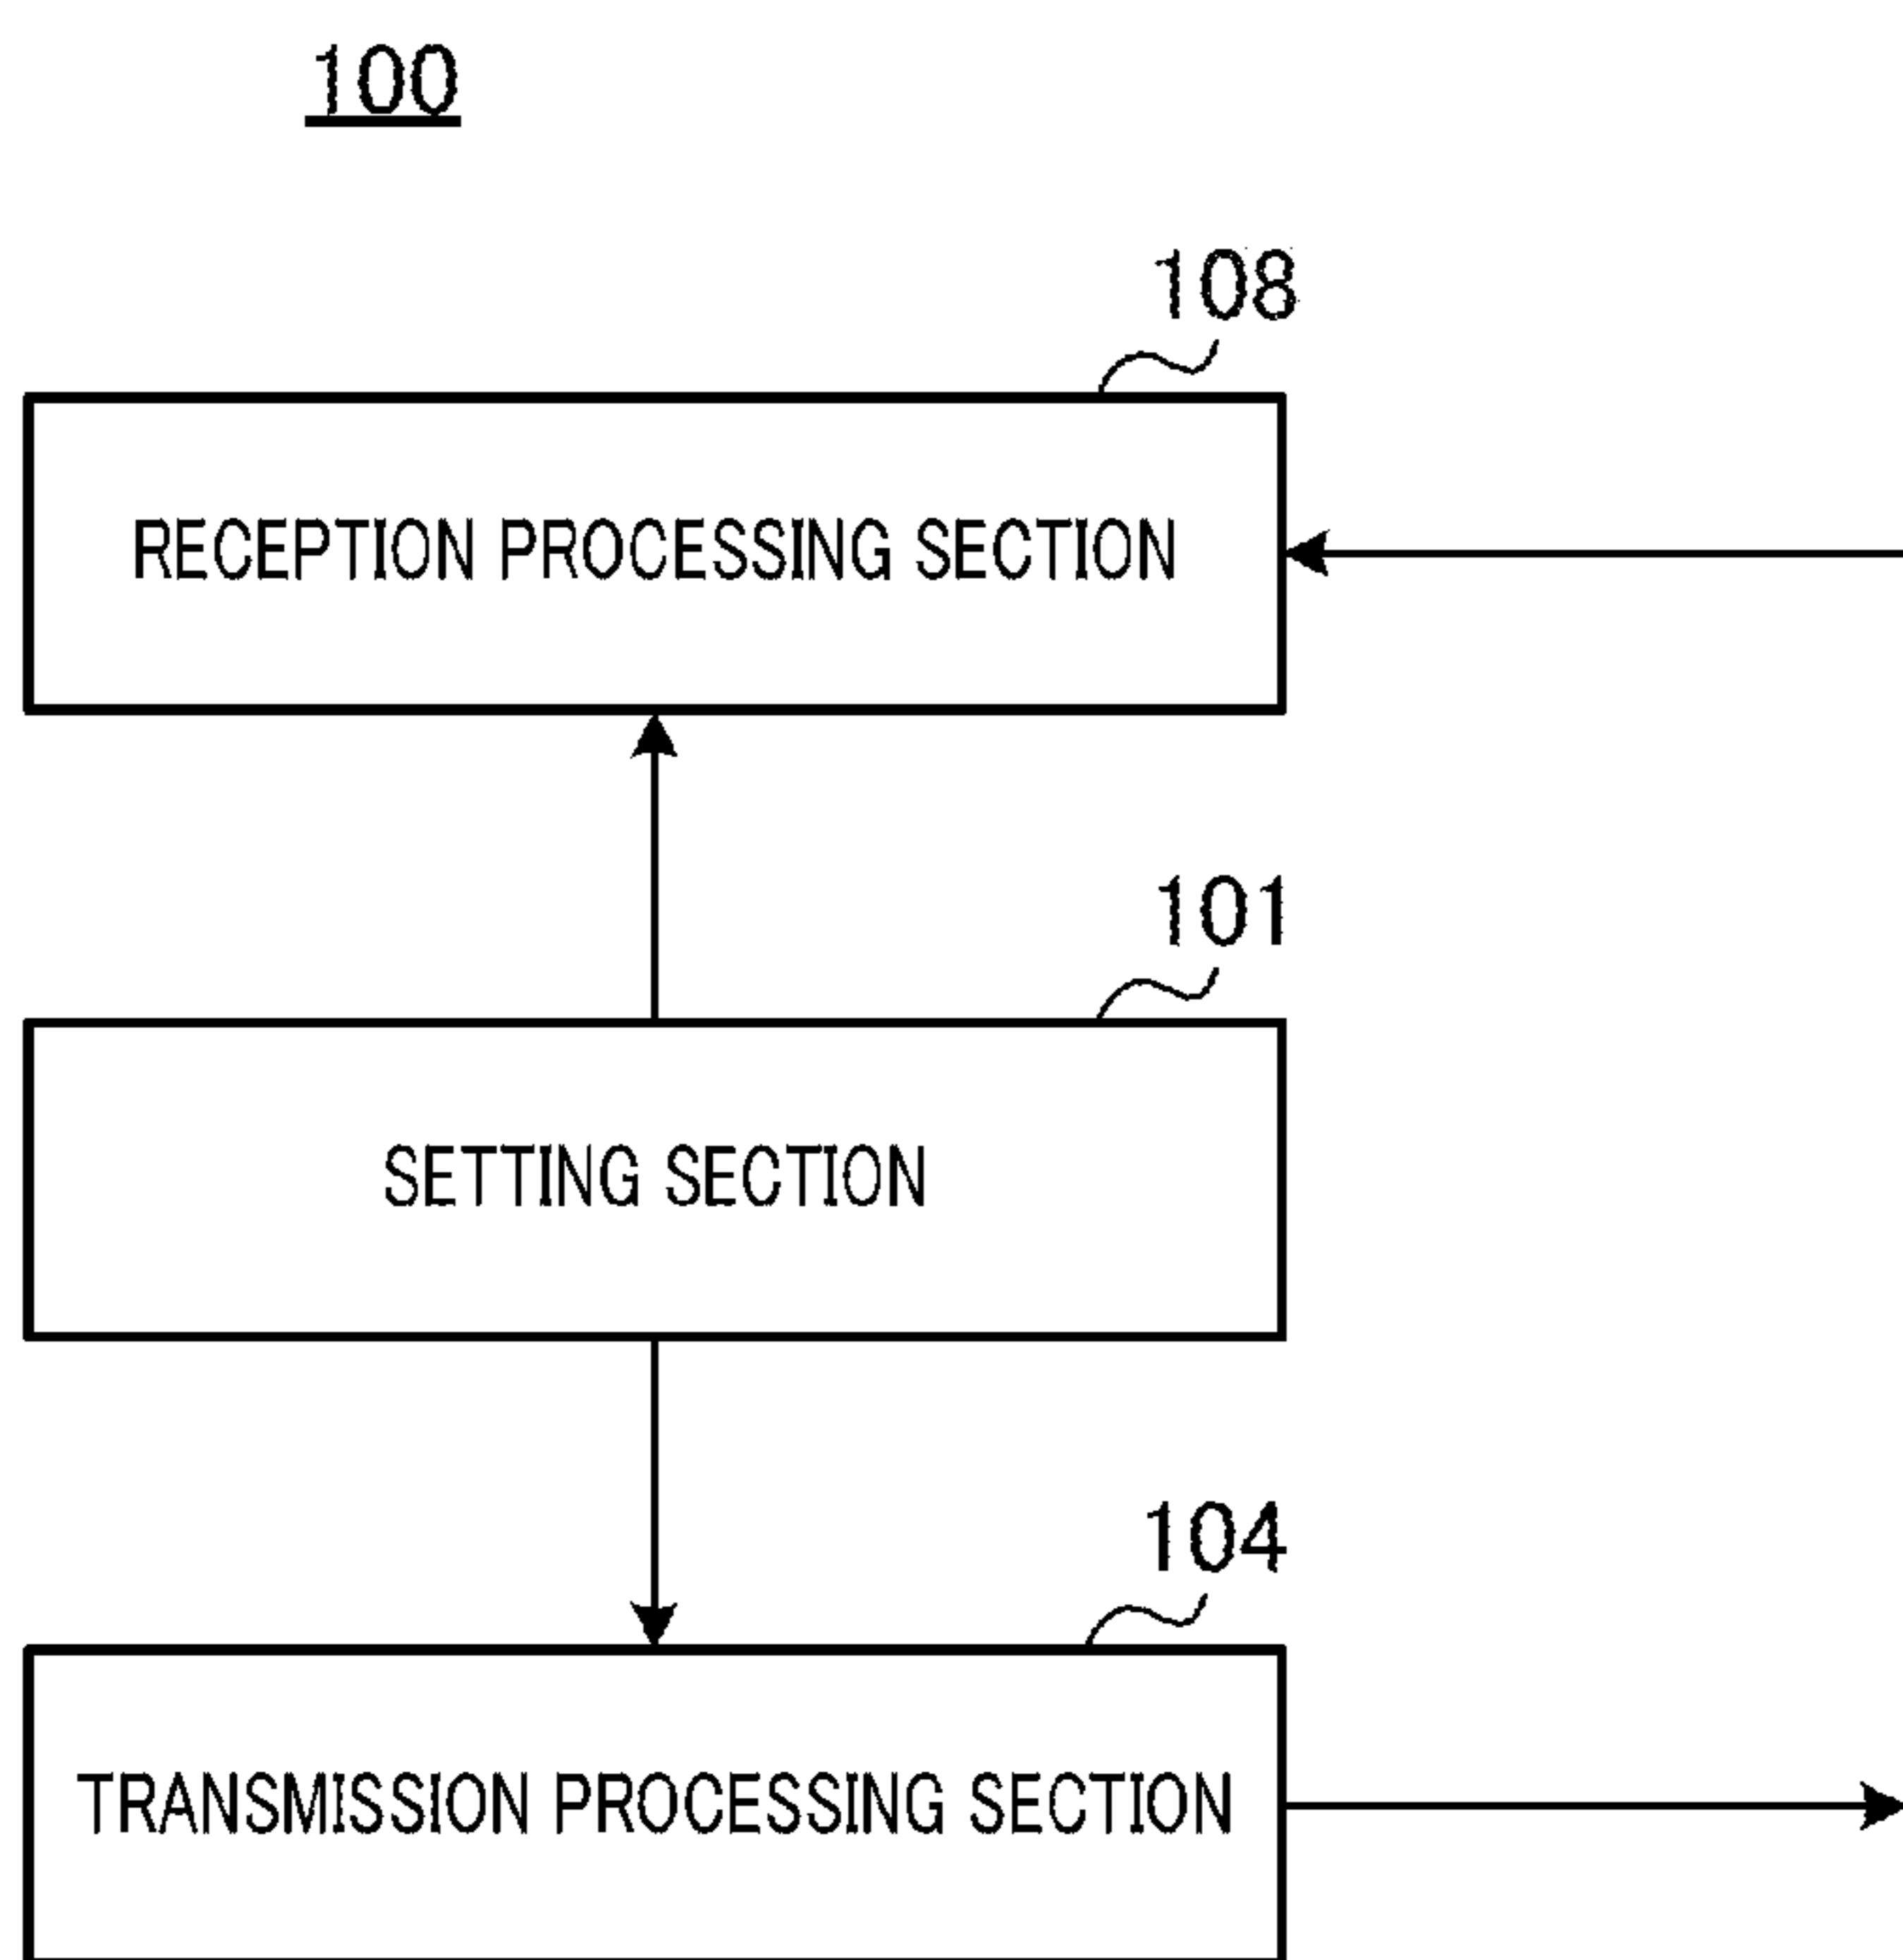 100
108
RECEPTION PROCESSING SECTION
101
SETTING SECTION
104
TRANSMISSION PROCESSING SECTION